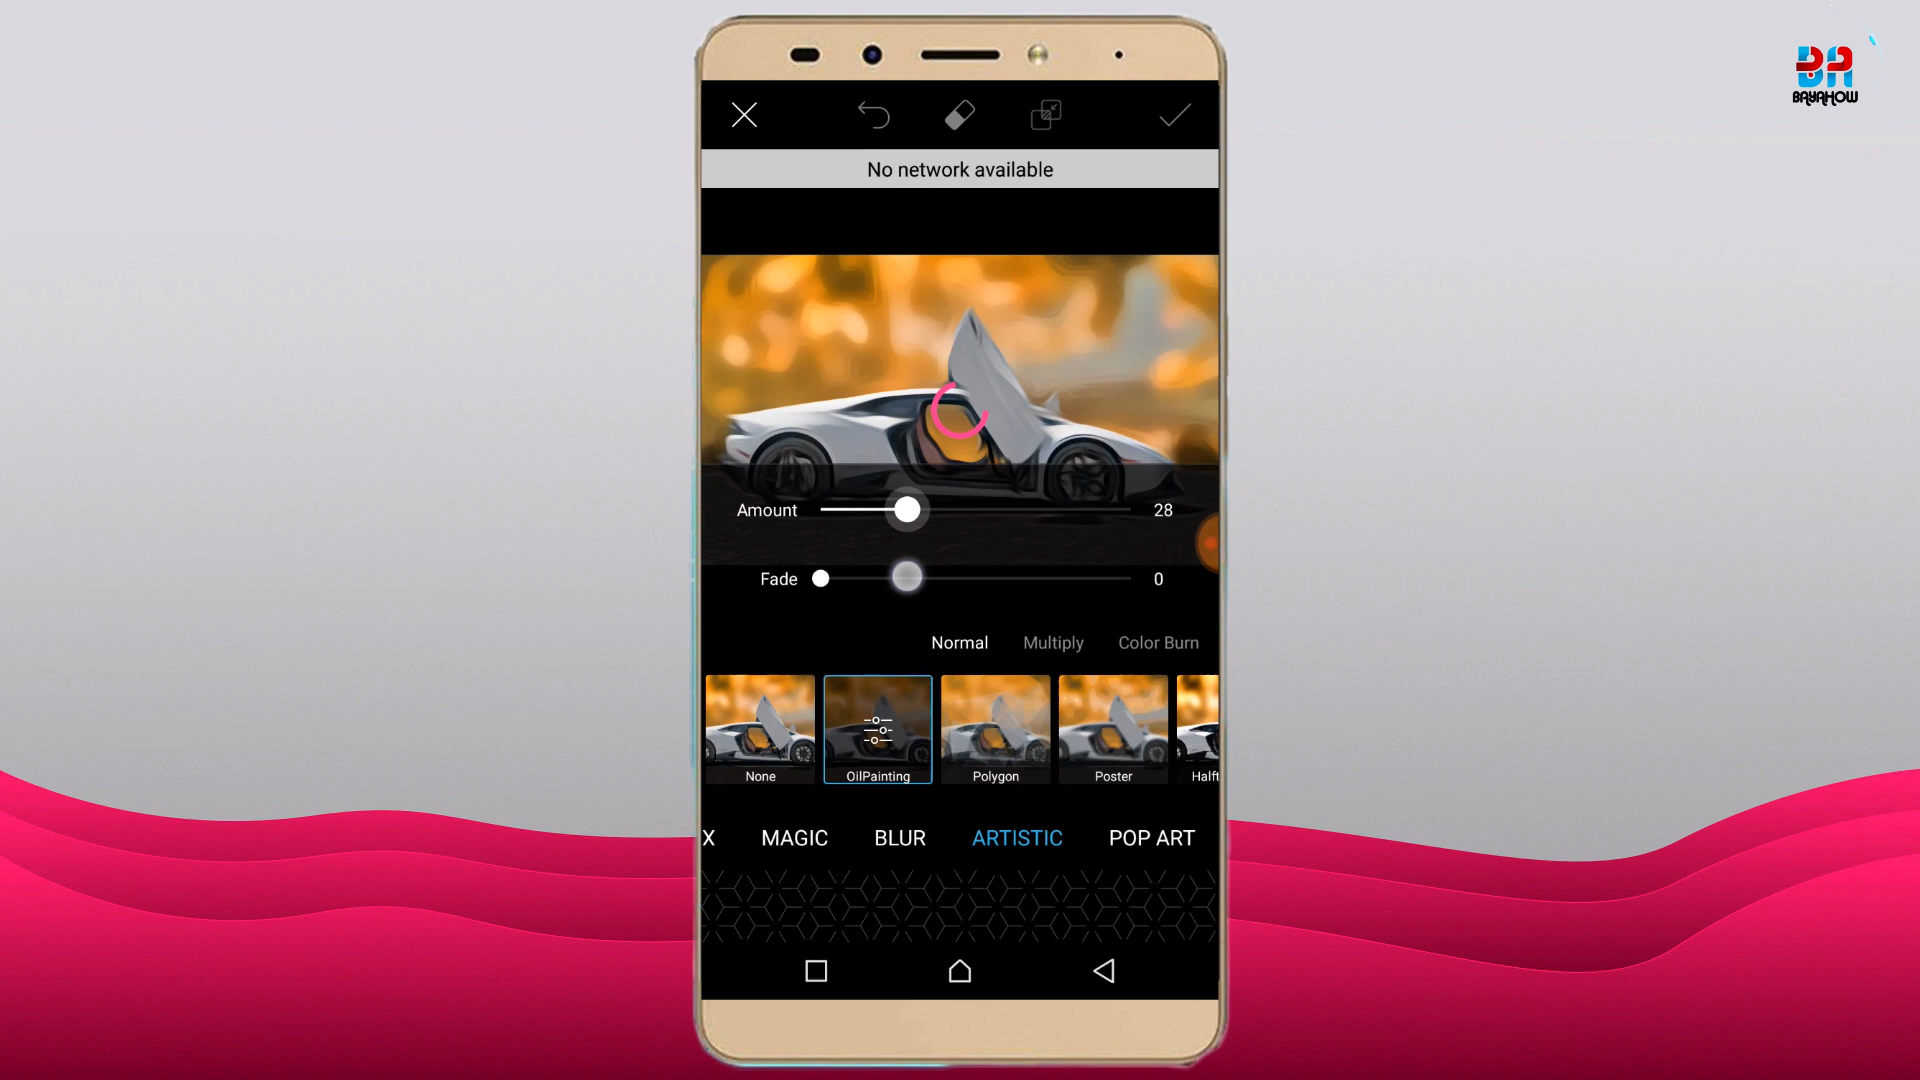 BA
BAYAHOW
No network available
Amount 28
Fade 0
Normal Multiply Color Burn
None OilPainting Polygon Poster Halft
X MAGIC BLUR ARTISTIC POP ART